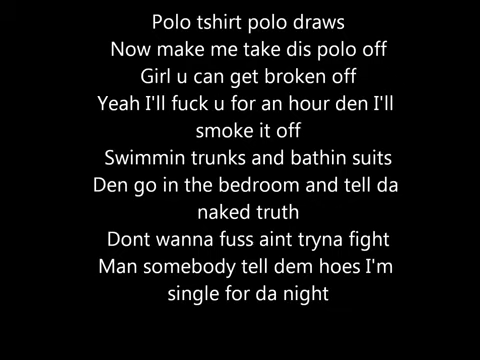 Polo tshirt polo draws
Now make me take dis polo off
Girl u can get broken off
Yeah I'll fuck u for an hour den I'll
smoke it off
Swimmin trunks and bathin suits
Den go in the bedroom and tell da
naked truth
Dont wanna fuss aint tryna fight
Man somebody tell dem hoes I'm
single for da night